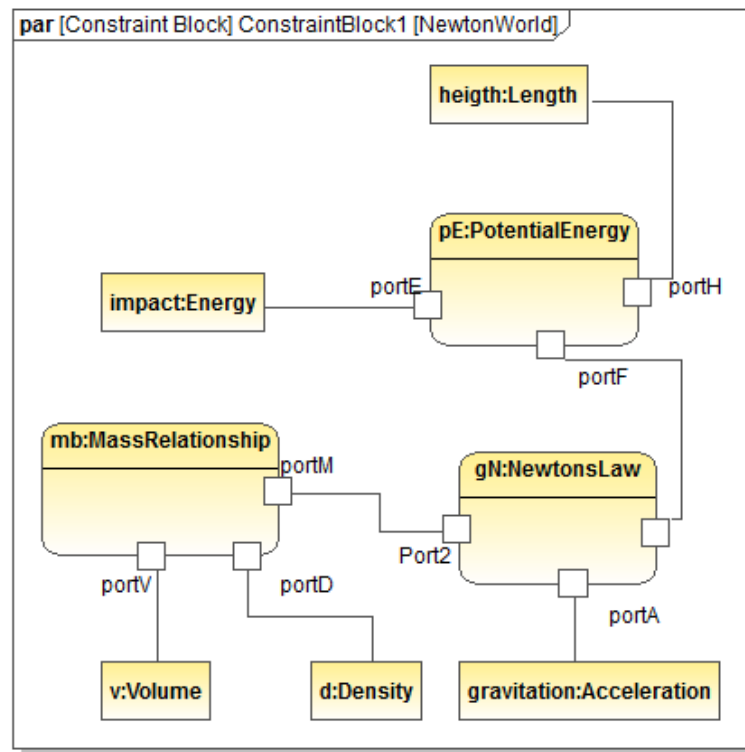 par [Constraint Block] ConstraintBlock1 [NewtonWorld]
heigth:Length
pE:PotentialEnergy
portE
portH
impact:Energy
portF
mb:MassRelationship
portM
gN:NewtonsLaw
Port2
portV
portD
portA
v:Volume
d:Density
gravitation:Acceleration